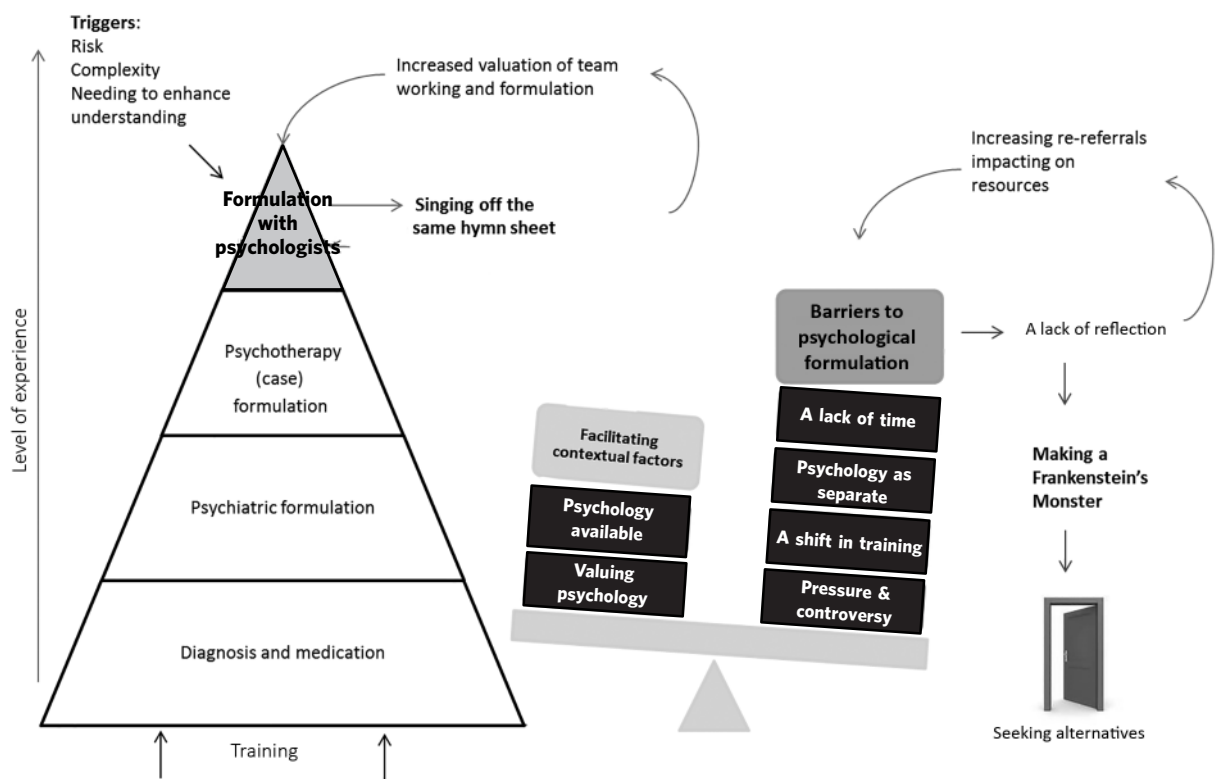 Triggers:
Risk
Complexity
Needing to enhance
understanding
Increased valuation of team
working and formulation
Formulation
with
psychologists
Singing off the
same hymn sheet
Psychotherapy
(case)
formulation
Psychiatric formulation
Diagnosis and medication
Level of experience
Training
Facilitating
contextual factors
Psychology
available
Valuing
psychology
Increasing re-referrals
impacting on
resources
Barriers to
psychological
formulation
A lack of time
Psychology as
separate
A shift in training
Pressure &
controversy
A lack of reflection
Making a
Frankenstein’s
Monster
Seeking alternatives